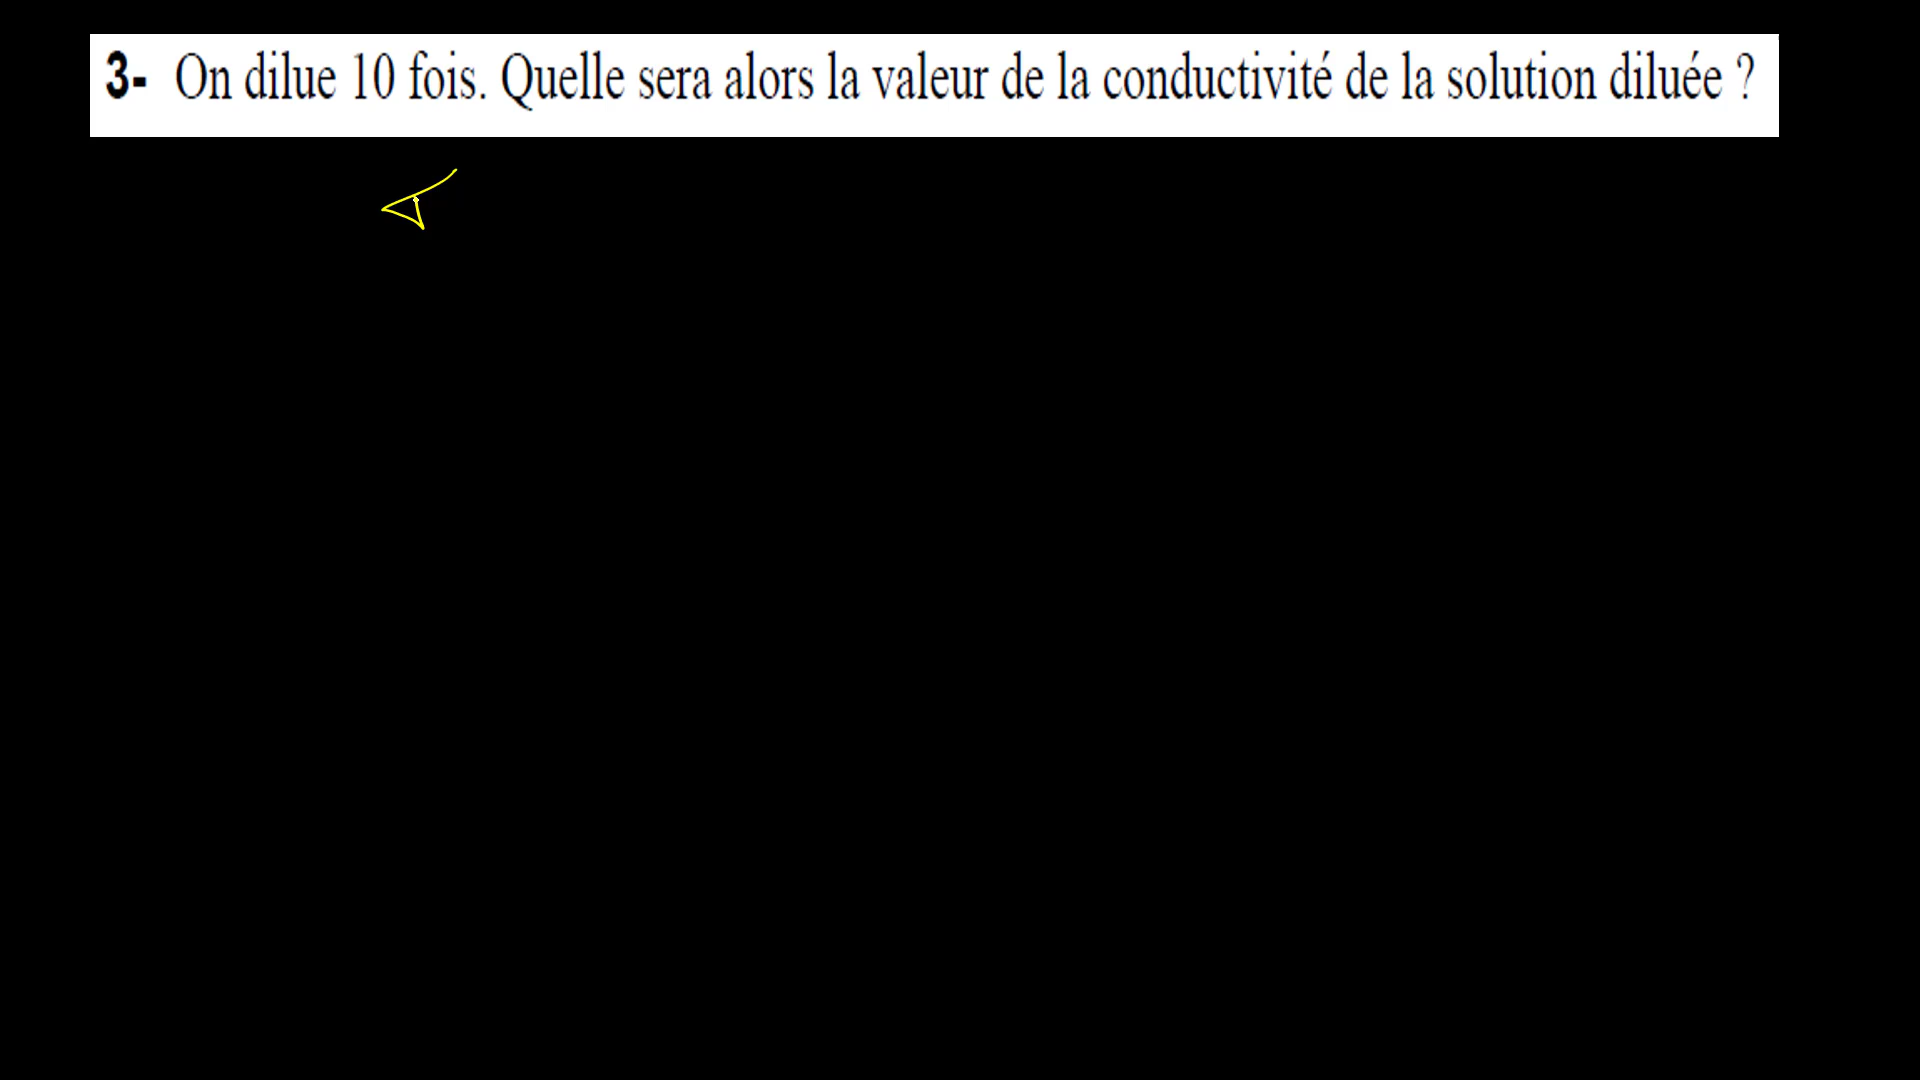 3- On dilue 10 fois. Quelle sera alors la valeur de la conductivité de la solution diluée ?